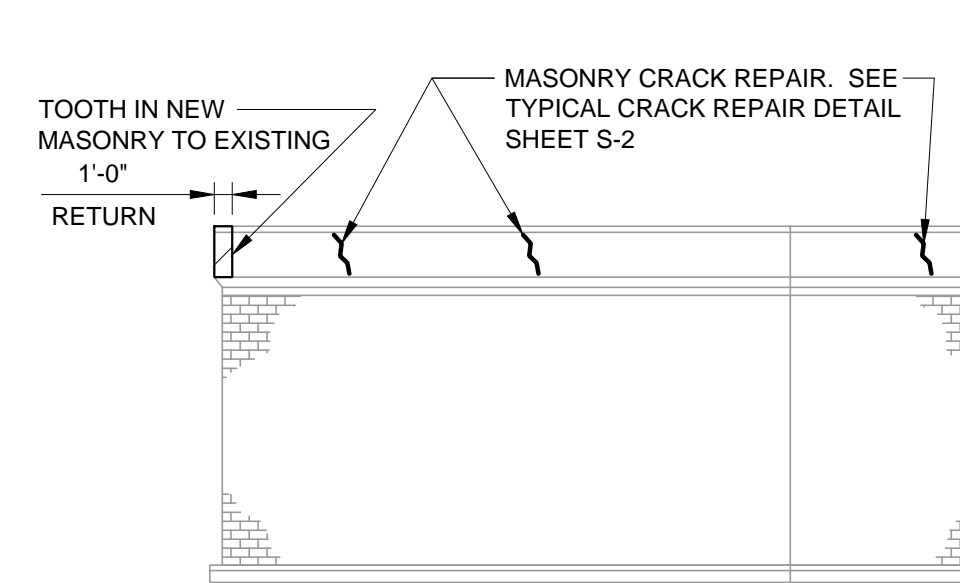 TOOTH IN NEW
MASONRY TO EXISTING
1'-0"
RETURN
MASONRY CRACK REPAIR.  SEE
TYPICAL CRACK REPAIR DETAIL
SHEET S-2